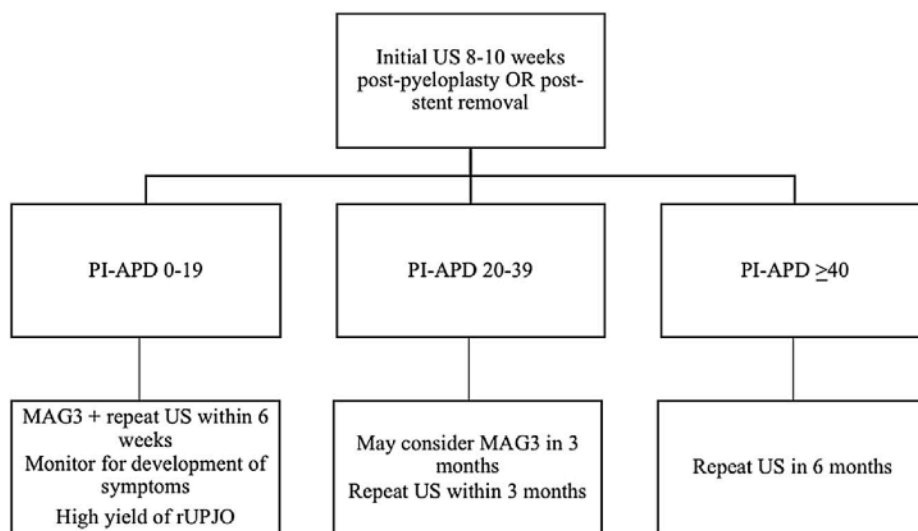 Initial US 8-10 weeks
post-pyeloplasty OR post-
stent removal
PI-APD 0-19
PI-APD 20-39
PI-APD ≥40
MAG3 + repeat US within 6
weeks
Monitor for development of
symptoms
High yield of rUPJO
May consider MAG3 in 3
months
Repeat US within 3 months
Repeat US in 6 months